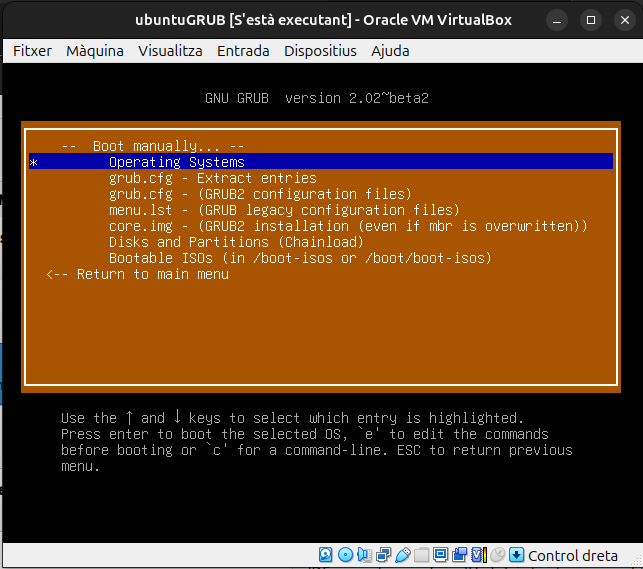 ubuntuGRUB [S'està executant] - Oracle VM VirtualBox
Fitxer Màquina Visualitza Entrada Dispositius Ajuda
GNU GRUB version 2.02~beta2
-- Boot manually... --
* Operating Systems
grub.cfg - Extract entries
grub.cfg - (GRUB2 configuration files)
menu.lst - (GRUB legacy configuration files)
core.img - (GRUB2 installation (even if mbr is overwritten))
Disks and Partitions (Chainload)
Bootable ISOs (in /boot-isos or /boot/boot-isos)
<-- Return to main menu
Use the ↑ and ↓ keys to select which entry is highlighted.
Press enter to boot the selected OS, `e' to edit the commands
before booting or `c' for a command-line. ESC to return previous
menu.
Control dreta